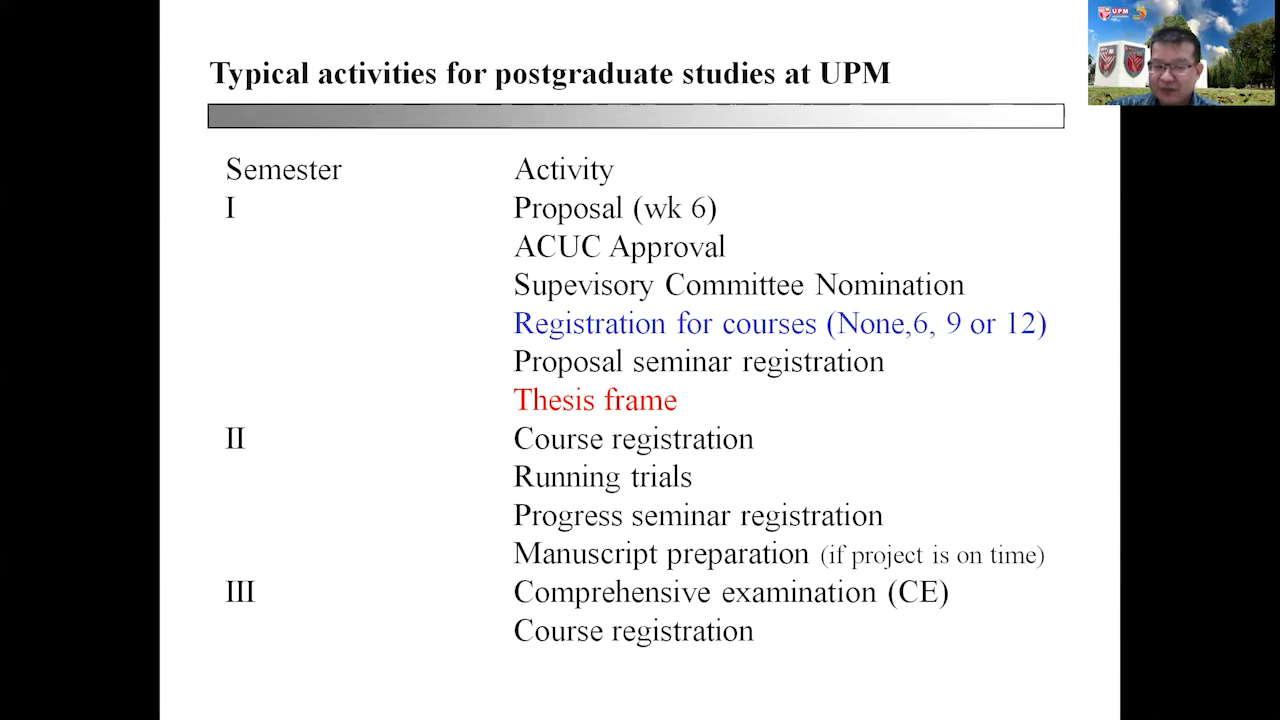 Typical activities for postgraduate studies at UPM
Semester Activity
I Proposal (wk 6)
ACUC Approval
Supevisory Committee Nomination
Registration for courses (None,6, 9 or 12)
Proposal seminar registration
Thesis frame
II Course registration
Running trials
Progress seminar registration
Manuscript preparation (if project is on time)
III Comprehensive examination (CE)
Course registration
UPM